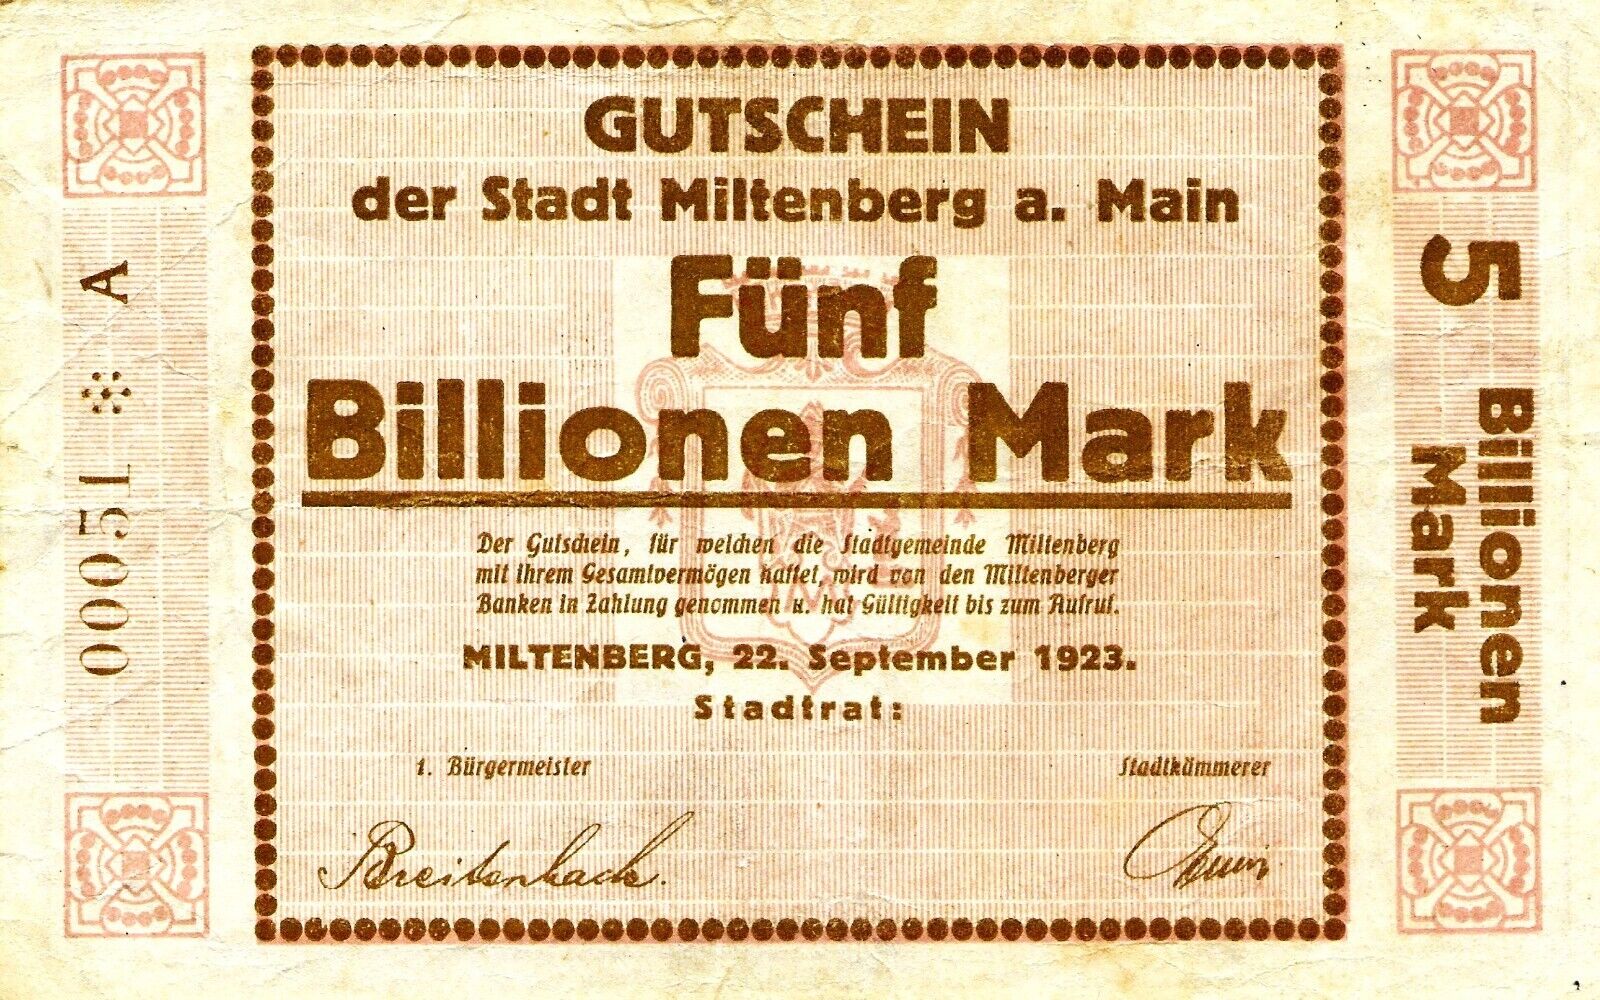 GUTSCHEIN
der Stadt Miltenberg a. Main
Fünf
Billionen Mark
Der Gutschein, für welchen die Stadtgemeinde Miltenberg
mit ihrem Gesamtvermögen haftet, wird von den Miltenberger
Banken in Zahlung genommen u. hat Gültigkeit bis zum Aufruf.
MILTENBERG, 22. September 1923.
Stadtrat:
1. Bürgermeister
Stadtkämmerer
Breitenbach.
00051 ※ A
5
Billionen
Mark